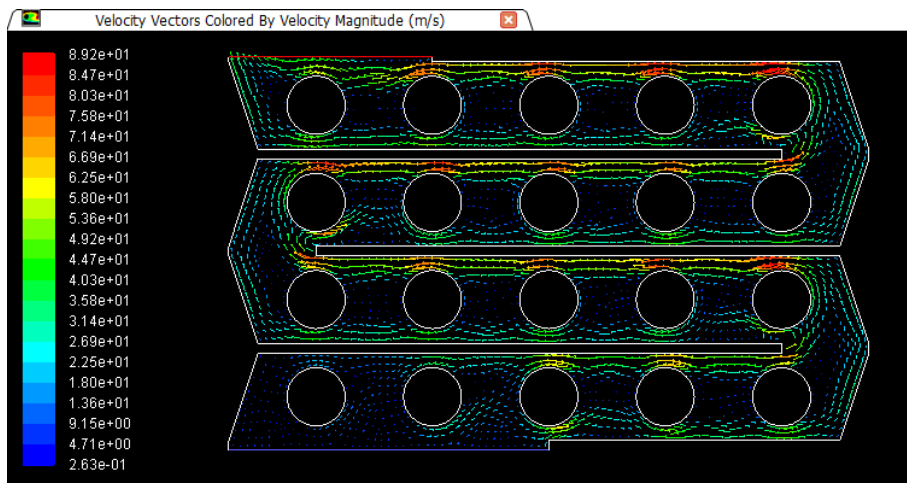 Velocity Vectors Colored By Velocity Magnitude (m/s)
8.92e+01
8.47e+01
8.03e+01
7.58e+01
7.14e+01
6.69e+01
6.25e+01
5.80e+01
5.36e+01
4.92e+01
4.47e+01
4.03e+01
3.58e+01
3.14e+01
2.69e+01
2.25e+01
1.80e+01
1.36e+01
9.15e+00
4.71e+00
2.63e-01